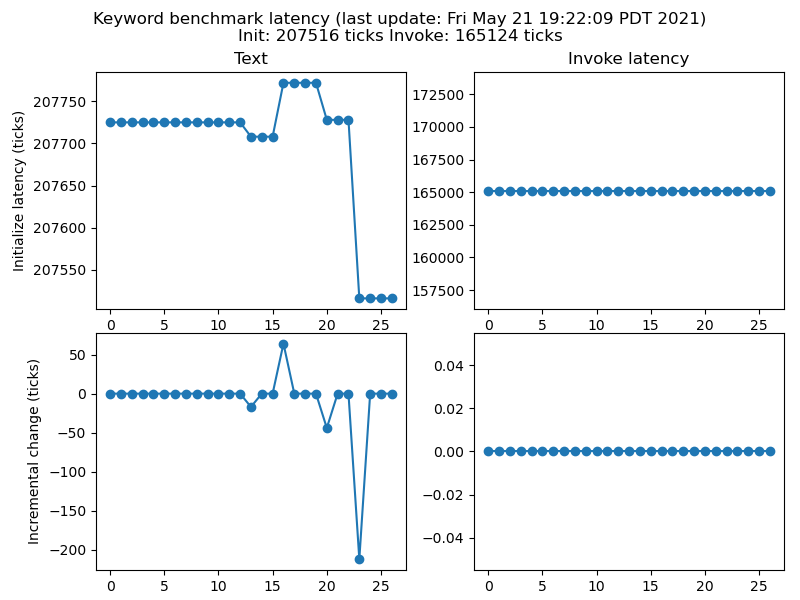 Keyword benchmark latency (last update: Fri May 21 19:22:09 PDT 2021)
Init: 207516 ticks Invoke: 165124 ticks
Text
Initialize latency (ticks)
207750
207700
207650
207600
207550
0 5 10 15 20 25
Invoke latency
172500
170000
167500
165000
162500
160000
157500
0 5 10 15 20 25
Incremental change (ticks)
50
0
−50
−100
−150
−200
0 5 10 15 20 25
0.04
0.02
0.00
−0.02
−0.04
0 5 10 15 20 25